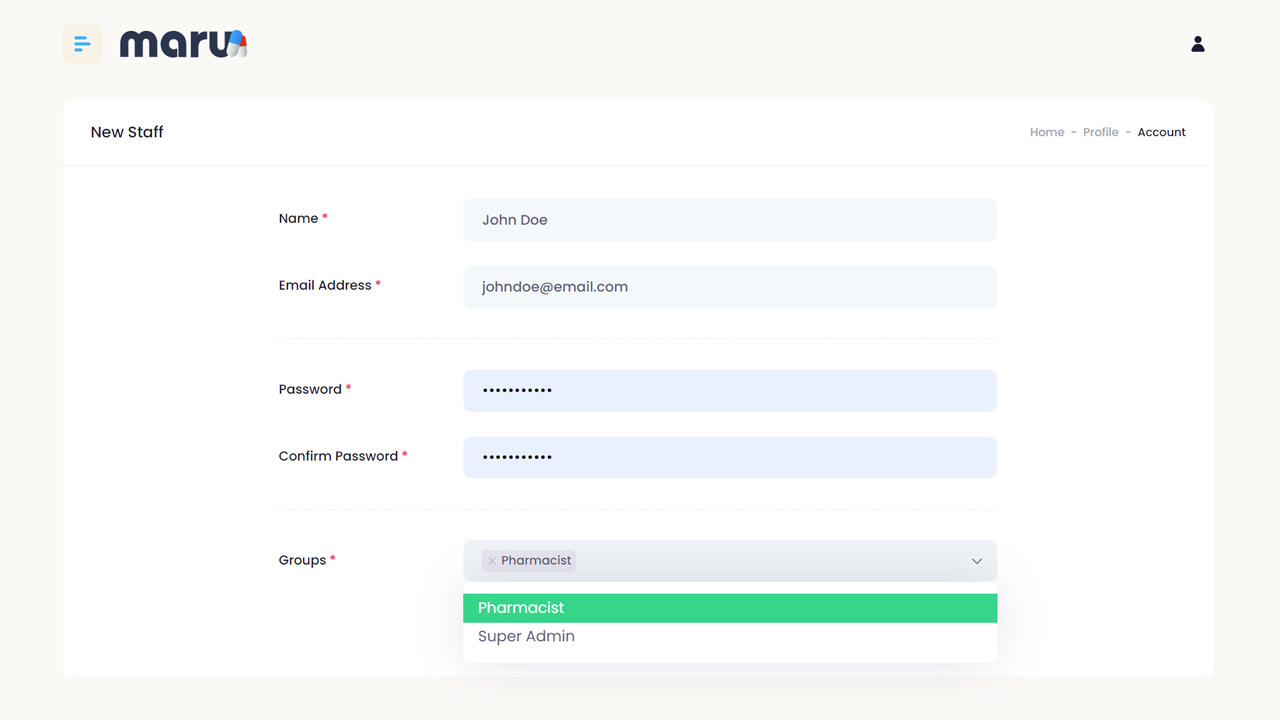 maru
New Staff
Home - Profile - Account
Name *
John Doe
Email Address *
johndoe@email.com
Password *
•••••••••••
Confirm Password *
•••••••••••
Groups *
× Pharmacist
Pharmacist
Super Admin